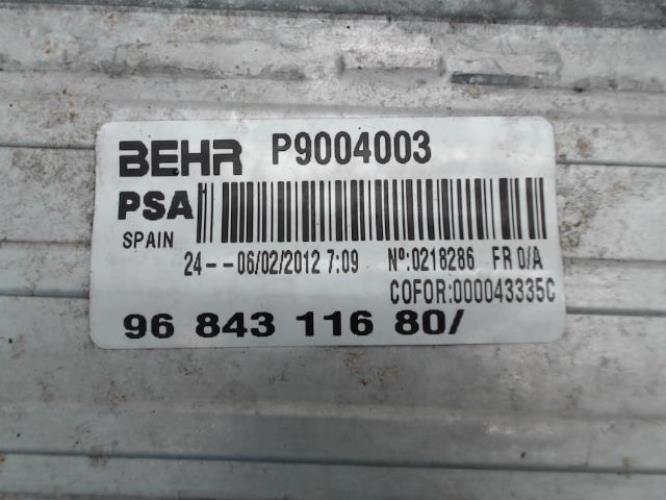 BEHR P9004003
PSA
SPAIN
24--06/02/2012 7:09 Nº:0218286 FR 0/A
COFOR:000043335C
96 843 116 80/